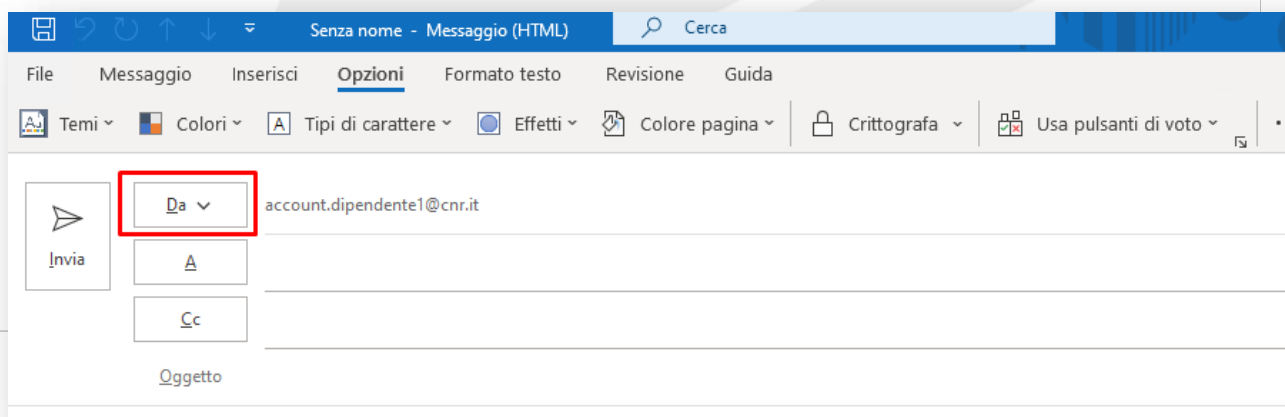 Senza nome - Messaggio (HTML) Cerca
File Messaggio Inserisci Opzioni Formato testo Revisione Guida
Temi Colori Tipi di carattere Effetti Colore pagina Crittografa Usa pulsanti di voto
Da account.dipendente1@cnr.it
Invia
A
Cc
Oggetto